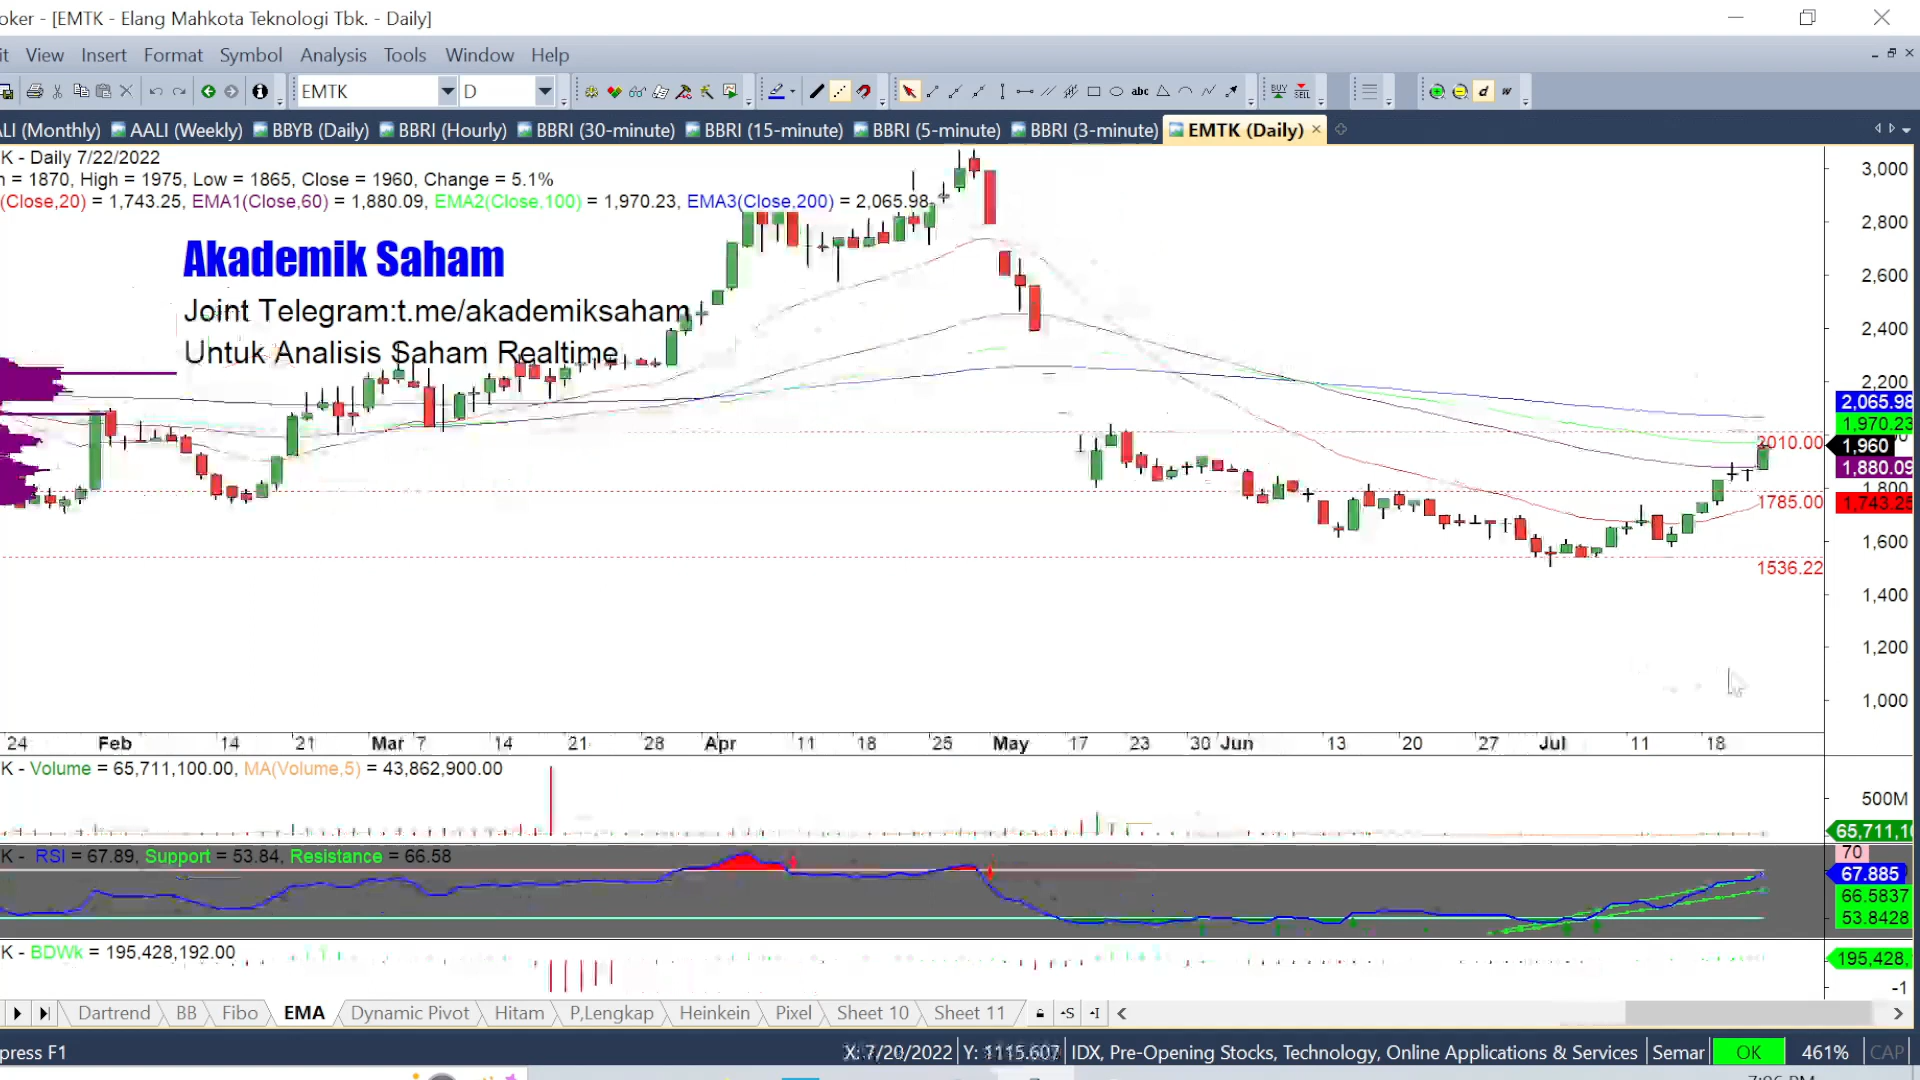 oker - [EMTK - Elang Mahkota Teknologi Tbk. - Daily]
it View Insert Format Symbol Analysis Tools Window Help
EMTK D abc BUY SELL d w
ALI (Monthly) AALI (Weekly) BBYB (Daily) BBRI (Hourly) BBRI (30-minute) BBRI (15-minute) BBRI (5-minute) BBRI (3-minute) EMTK (Daily)
K - Daily 7/22/2022
n = 1870, High = 1975, Low = 1865, Close = 1960, Change = 5.1%
(Close,20) = 1,743.25, EMA1(Close,60) = 1,880.09, EMA2(Close,100) = 1,970.23, EMA3(Close,200) = 2,065.98
Akademik Saham
Joint Telegram:t.me/akademiksaham
Untuk Analisis Saham Realtime
3,000
2,800
2,600
2,400
2,200
2,065.98
1,970.23
2010.00 1,960
1,880.09
1,800
1785.00 1,743.25
1,600
1536.22
1,400
1,200
1,000
24 Feb 14 21 Mar 7 14 21 28 Apr 11 18 25 May 17 23 30 Jun 13 20 27 Jul 11 18
K - Volume = 65,711,100.00, MA(Volume,5) = 43,862,900.00
500M
65,711,10
K - RSI = 67.89, Support = 53.84, Resistance = 66.58
70
67.885
66.5837
53.8428
K - BDWk = 195,428,192.00
195,428,
-1
Dartrend BB Fibo EMA Dynamic Pivot Hitam P,Lengkap Heinkein Pixel Sheet 10 Sheet 11 -S -I
press F1 X: 7/20/2022 Y: 1115.607 IDX, Pre-Opening Stocks, Technology, Online Applications & Services Semar OK 461% CAP